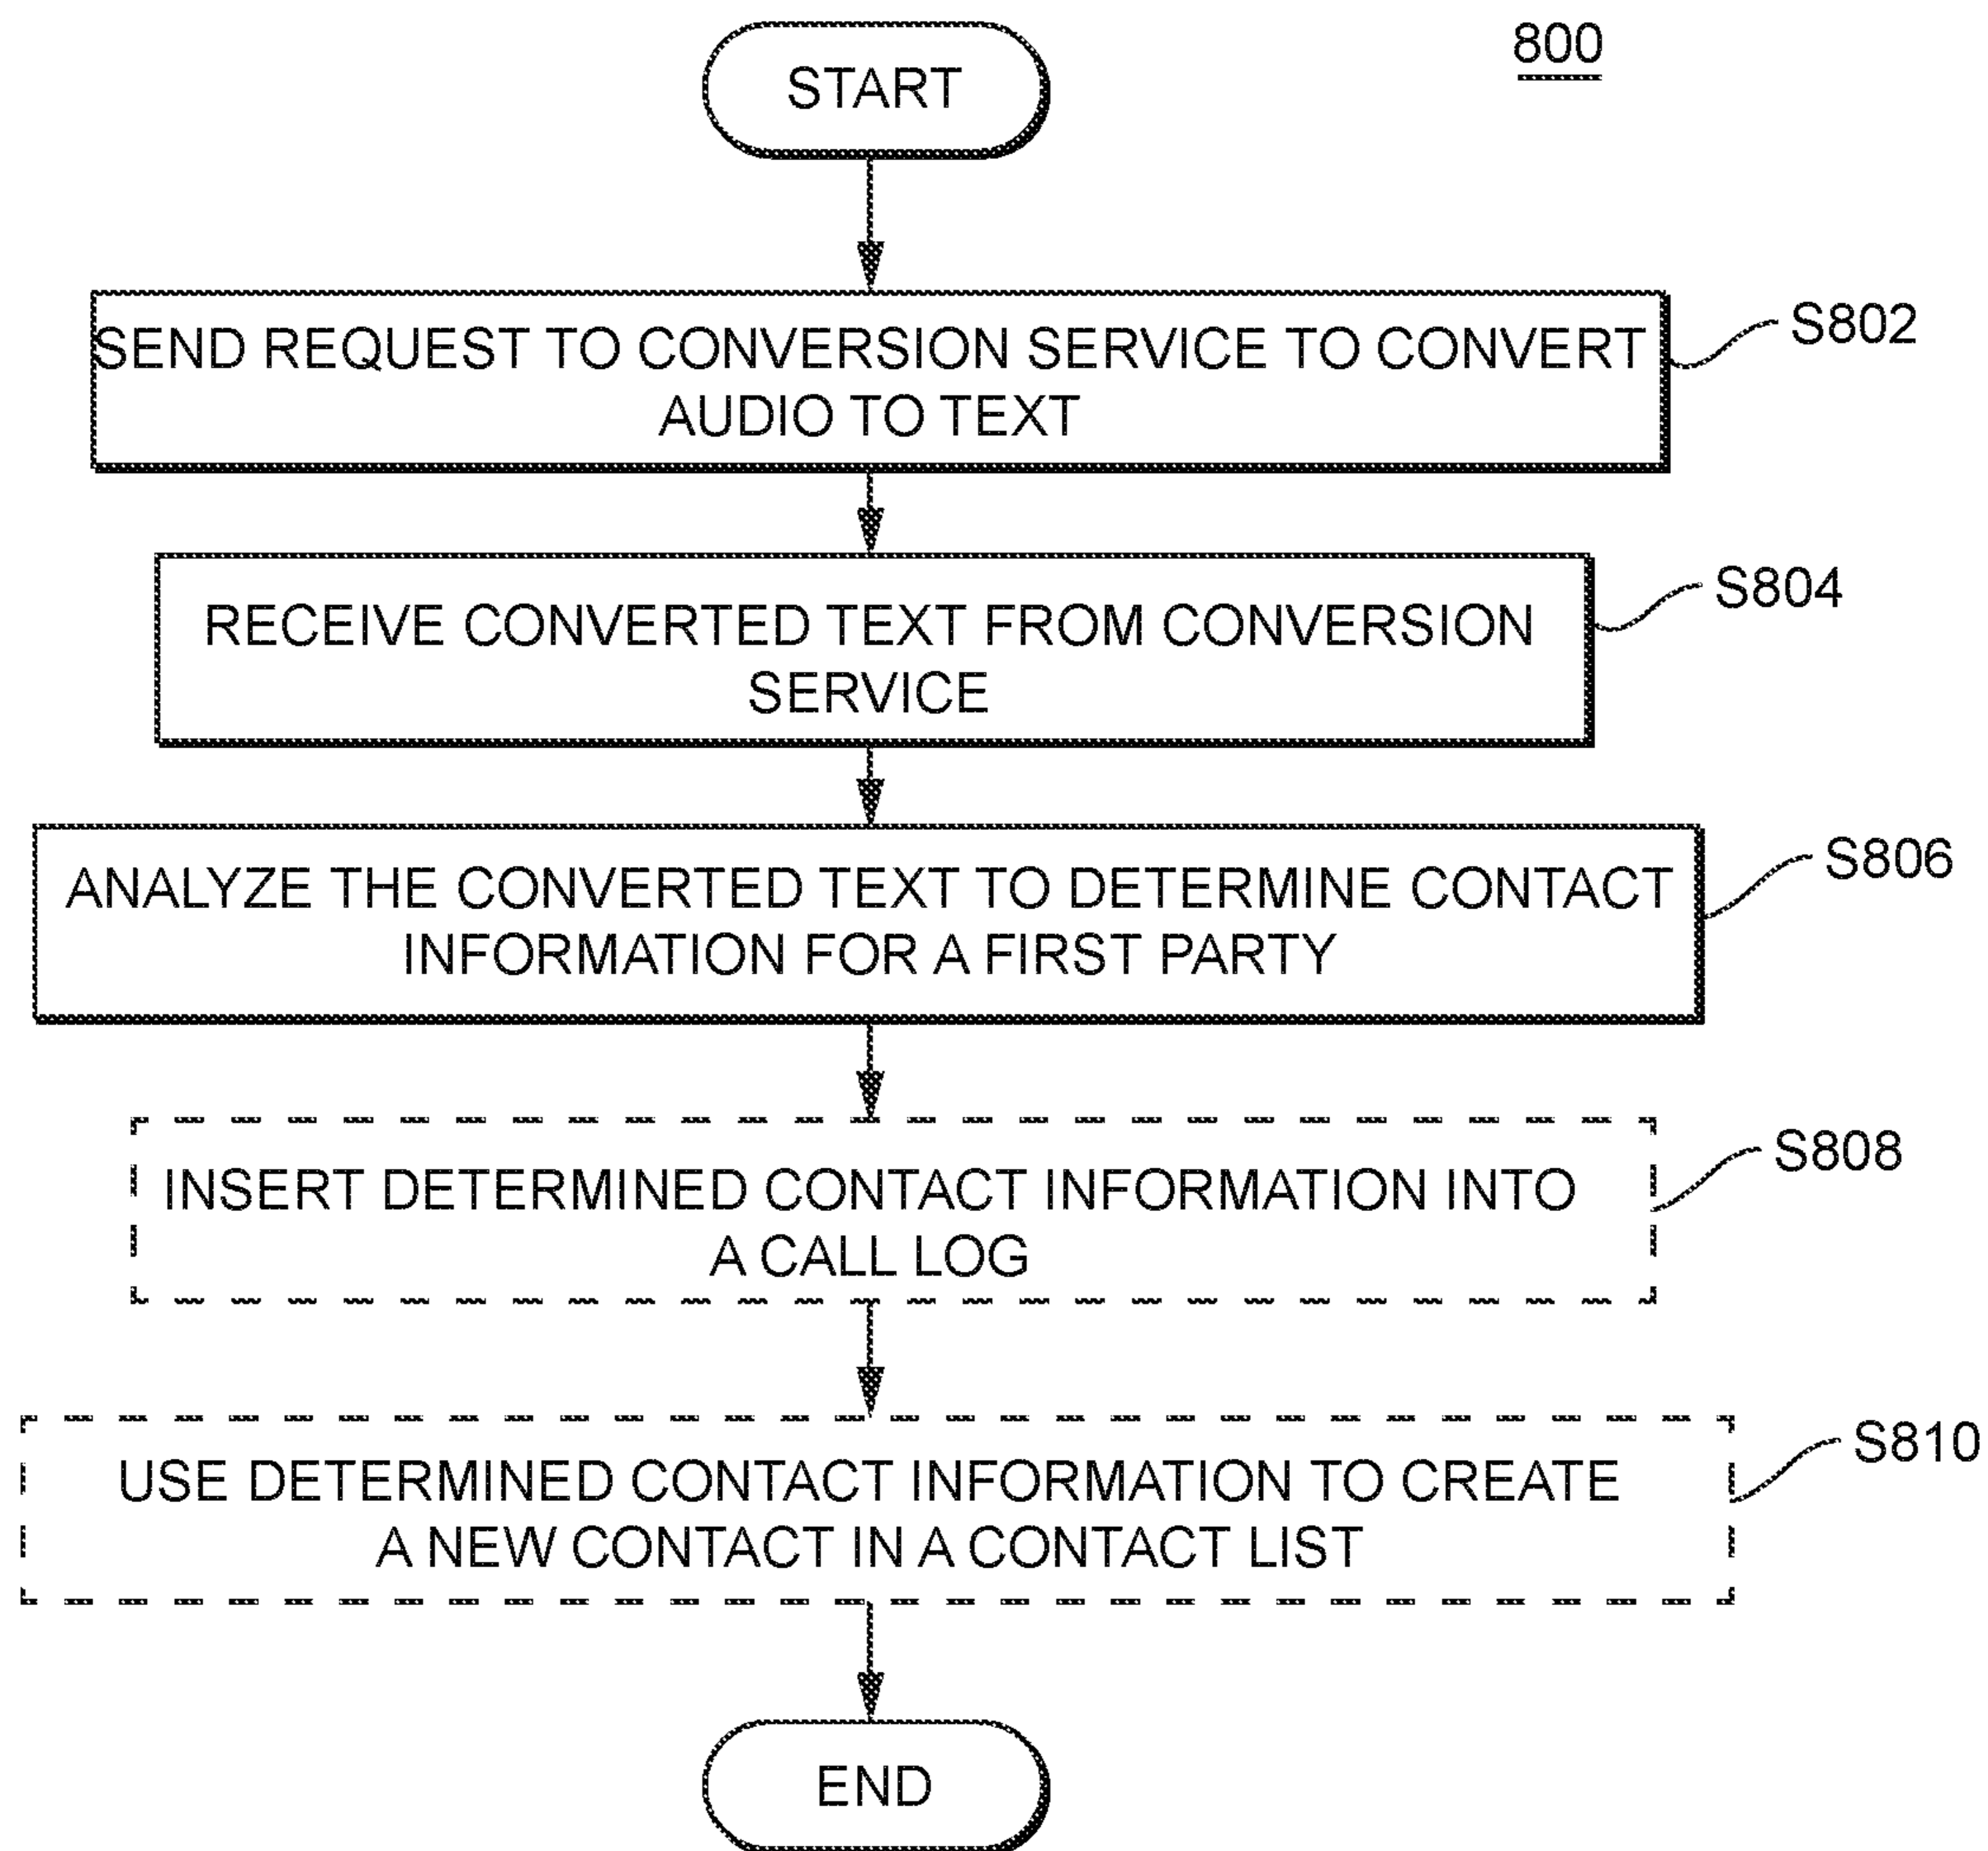 800
START
SEND REQUEST TO CONVERSION SERVICE TO CONVERT
AUDIO TO TEXT
S802
RECEIVE CONVERTED TEXT FROM CONVERSION
SERVICE
S804
ANALYZE THE CONVERTED TEXT TO DETERMINE CONTACT
INFORMATION FOR A FIRST PARTY
S806
INSERT DETERMINED CONTACT INFORMATION INTO
A CALL LOG
S808
USE DETERMINED CONTACT INFORMATION TO CREATE
A NEW CONTACT IN A CONTACT LIST
S810
END